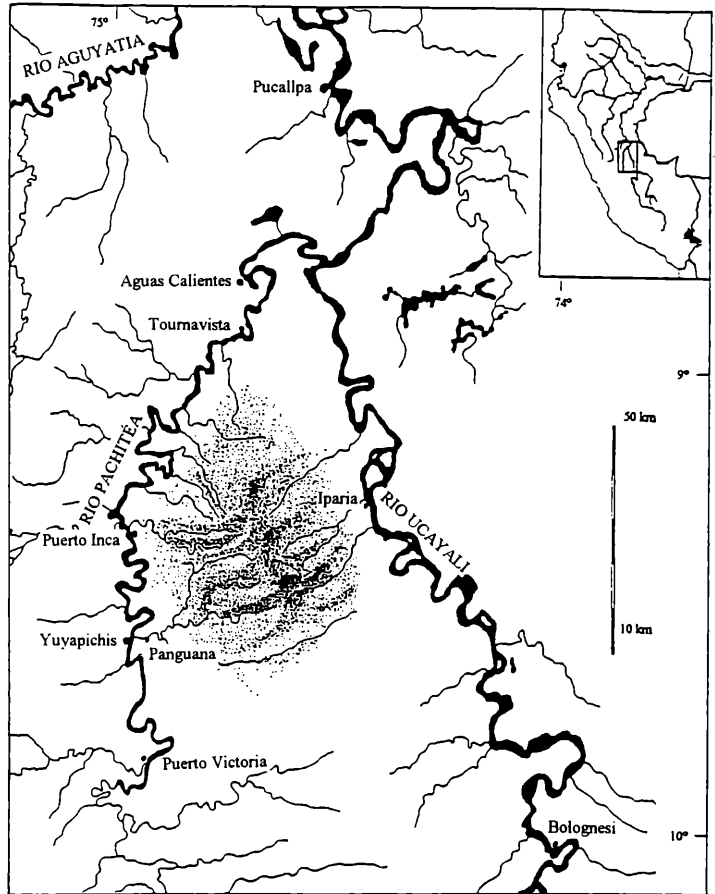 75°
RIO AGUYATIA
Pucallpa
74°
Aguas Calientes
Tournavista
9°
50 km
RIO PACHITÉA
Iparia
RIO UCAYALI
Puerto Inca
10 km
Yuyapichis
Panguana
Puerto Victoria
Bolognesi
10°